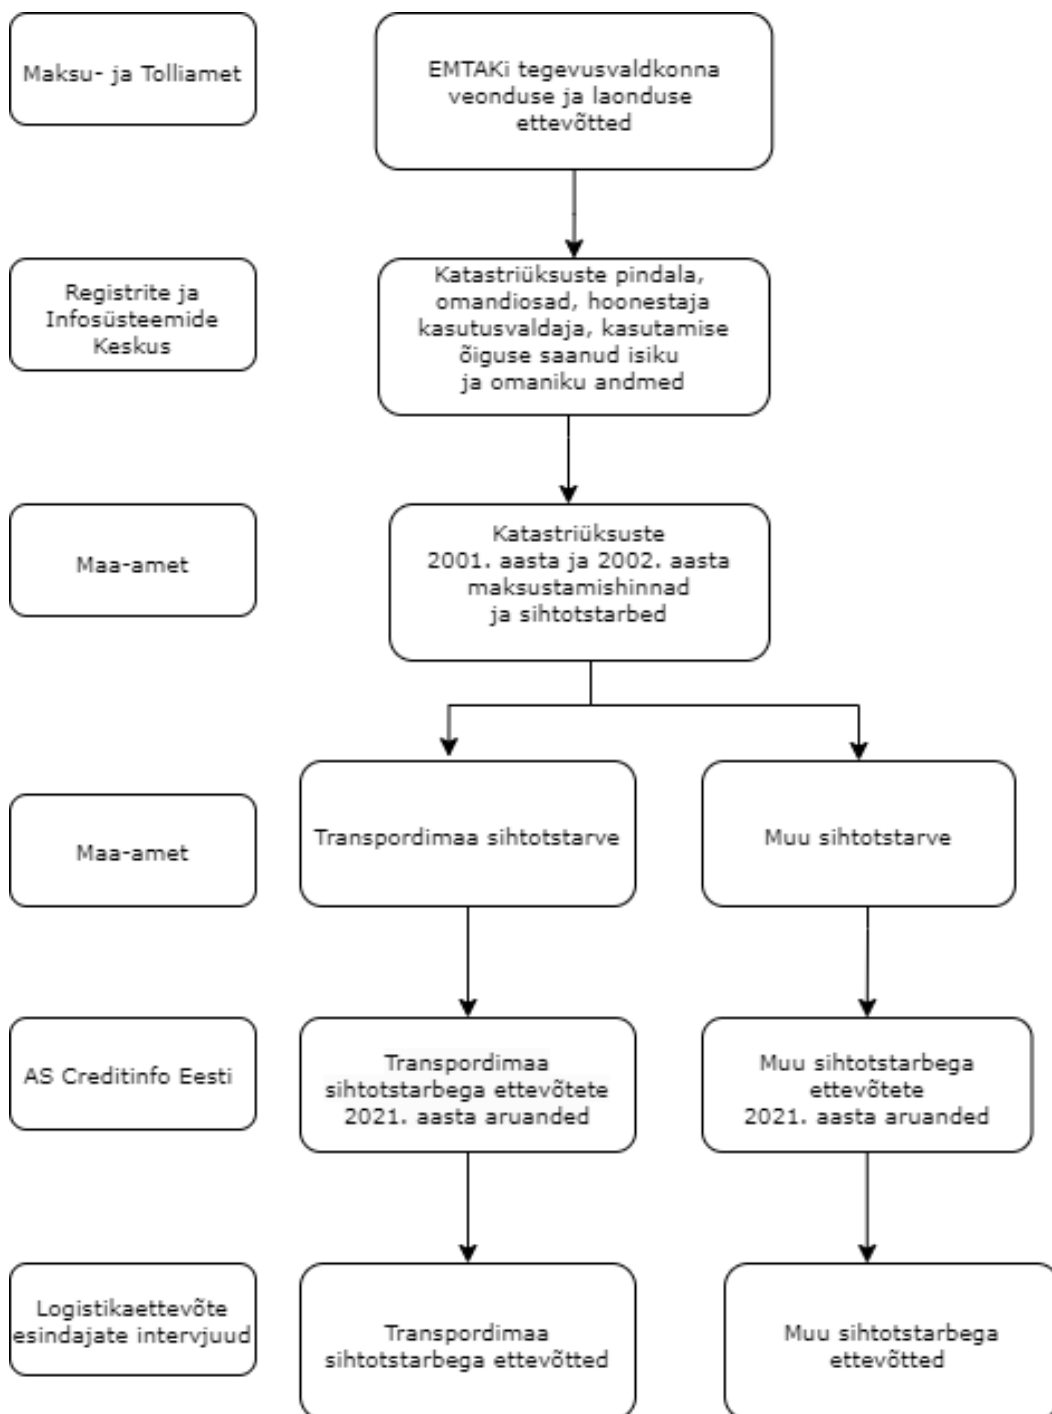 Maksu- ja Tolliamet
EMTAKi tegevusvaldkonna
veonduse ja laonduse
ettevõtted
Registrite ja
Infosüsteemide
Keskus
Katastriüksuste pindala,
omandiosad, hoonestaja
kasutusvaldaja, kasutamise
õiguse saanud isiku
ja omaniku andmed
Maa-amet
Katastriüksuste
2001. aasta ja 2002. aasta
maksustamishinnad
ja sihtotstarbed
Maa-amet
Transpordimaa sihtotstarve
Muu sihtotstarve
AS Creditinfo Eesti
Transpordimaa
sihtotstarbega ettevõtete
2021. aasta aruanded
Muu sihtotstarbega
ettevõtete
2021. aasta aruanded
Logistikaettevõte
esindajate intervjuud
Transpordimaa
sihtotstarbega ettevõtted
Muu sihtotstarbega
ettevõtted